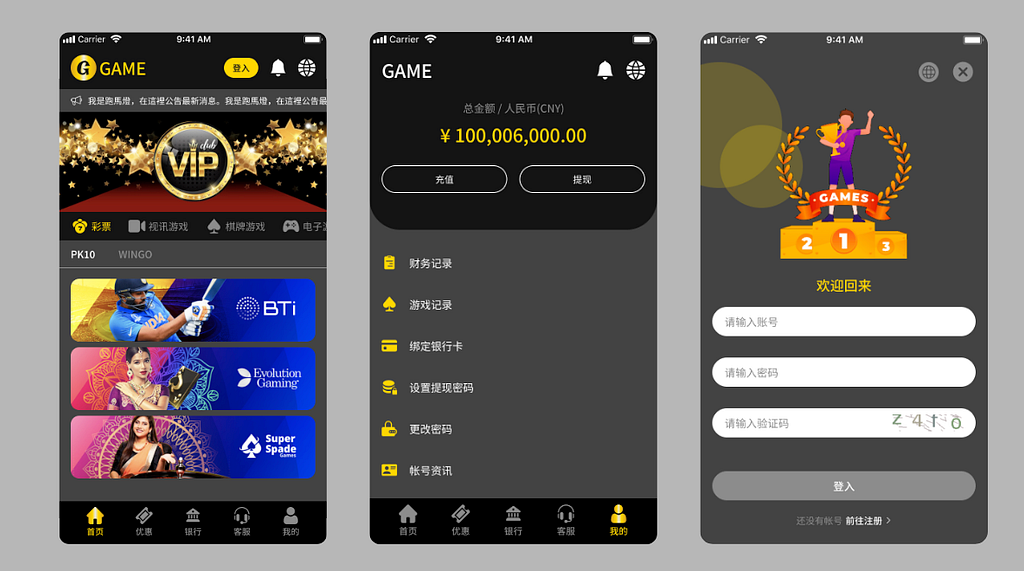 Carrier
9:41 AM
G GAME
登入
我是跑馬燈，在這裡公告最新消息。我是跑馬燈，在這裡公告最
club
VIP
彩票
视讯游戏
棋牌游戏
电子
PK10
WINGO
INDIA
BTi
Evolution
Gaming
Super
Spade
Games
首页
优惠
银行
客服
我的
Carrier
9:41 AM
GAME
总金额 / 人民币(CNY)
¥ 100,006,000.00
充值
提现
财务记录
游戏记录
绑定银行卡
设置提现密码
更改密码
帐号资讯
首页
优惠
银行
客服
我的
Carrier
9:41 AM
GAMES
2 1 3
欢迎回来
请输入账号
请输入密码
请输入验证码
z 4 f o
登入
还没有帐号 前往注册 >